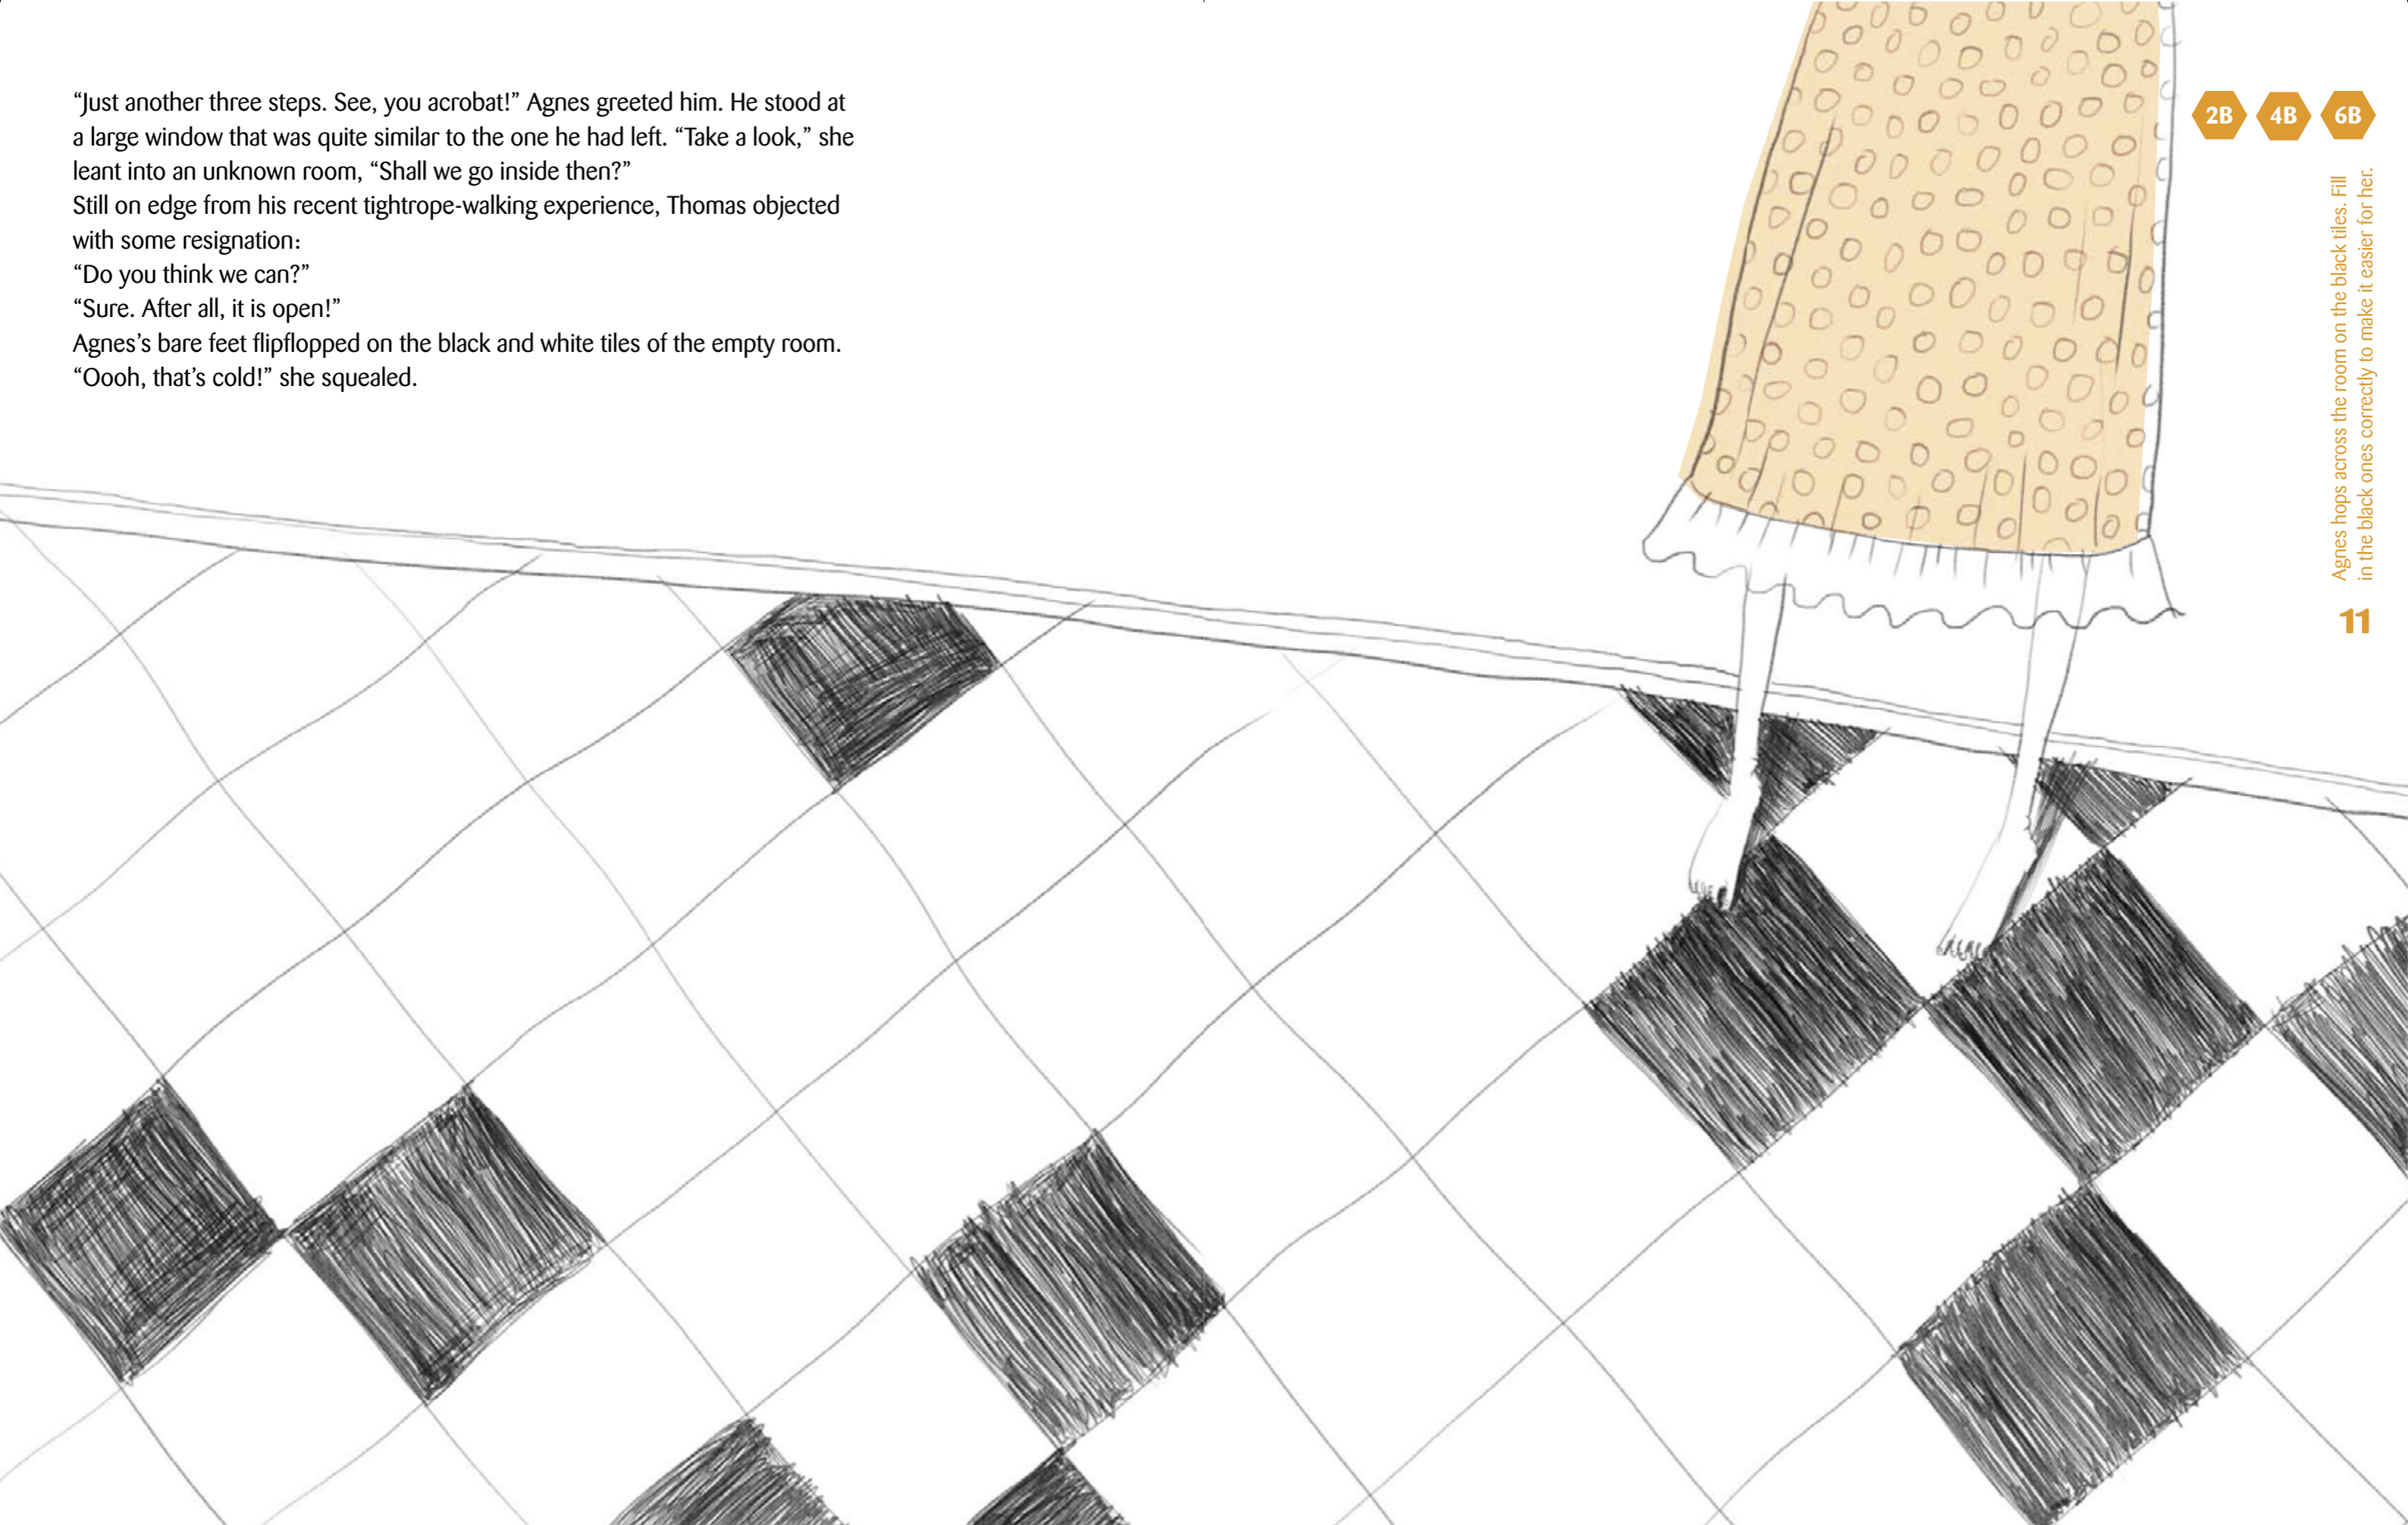 “Just another three steps. See, you acrobat!” Agnes greeted him. He stood at
a large window that was quite similar to the one he had left. “Take a look,” she
leant into an unknown room, “Shall we go inside then?”
Still on edge from his recent tightrope-walking experience, Thomas objected
with some resignation:
“Do you think we can?”
“Sure. After all, it is open!”
Agnes’s bare feet flipflopped on the black and white tiles of the empty room.
“Oooh, that’s cold!” she squealed.
2B 4B 6B
Agnes hops across the room on the black tiles. Fill
in the black ones correctly to make it easier for her.
11